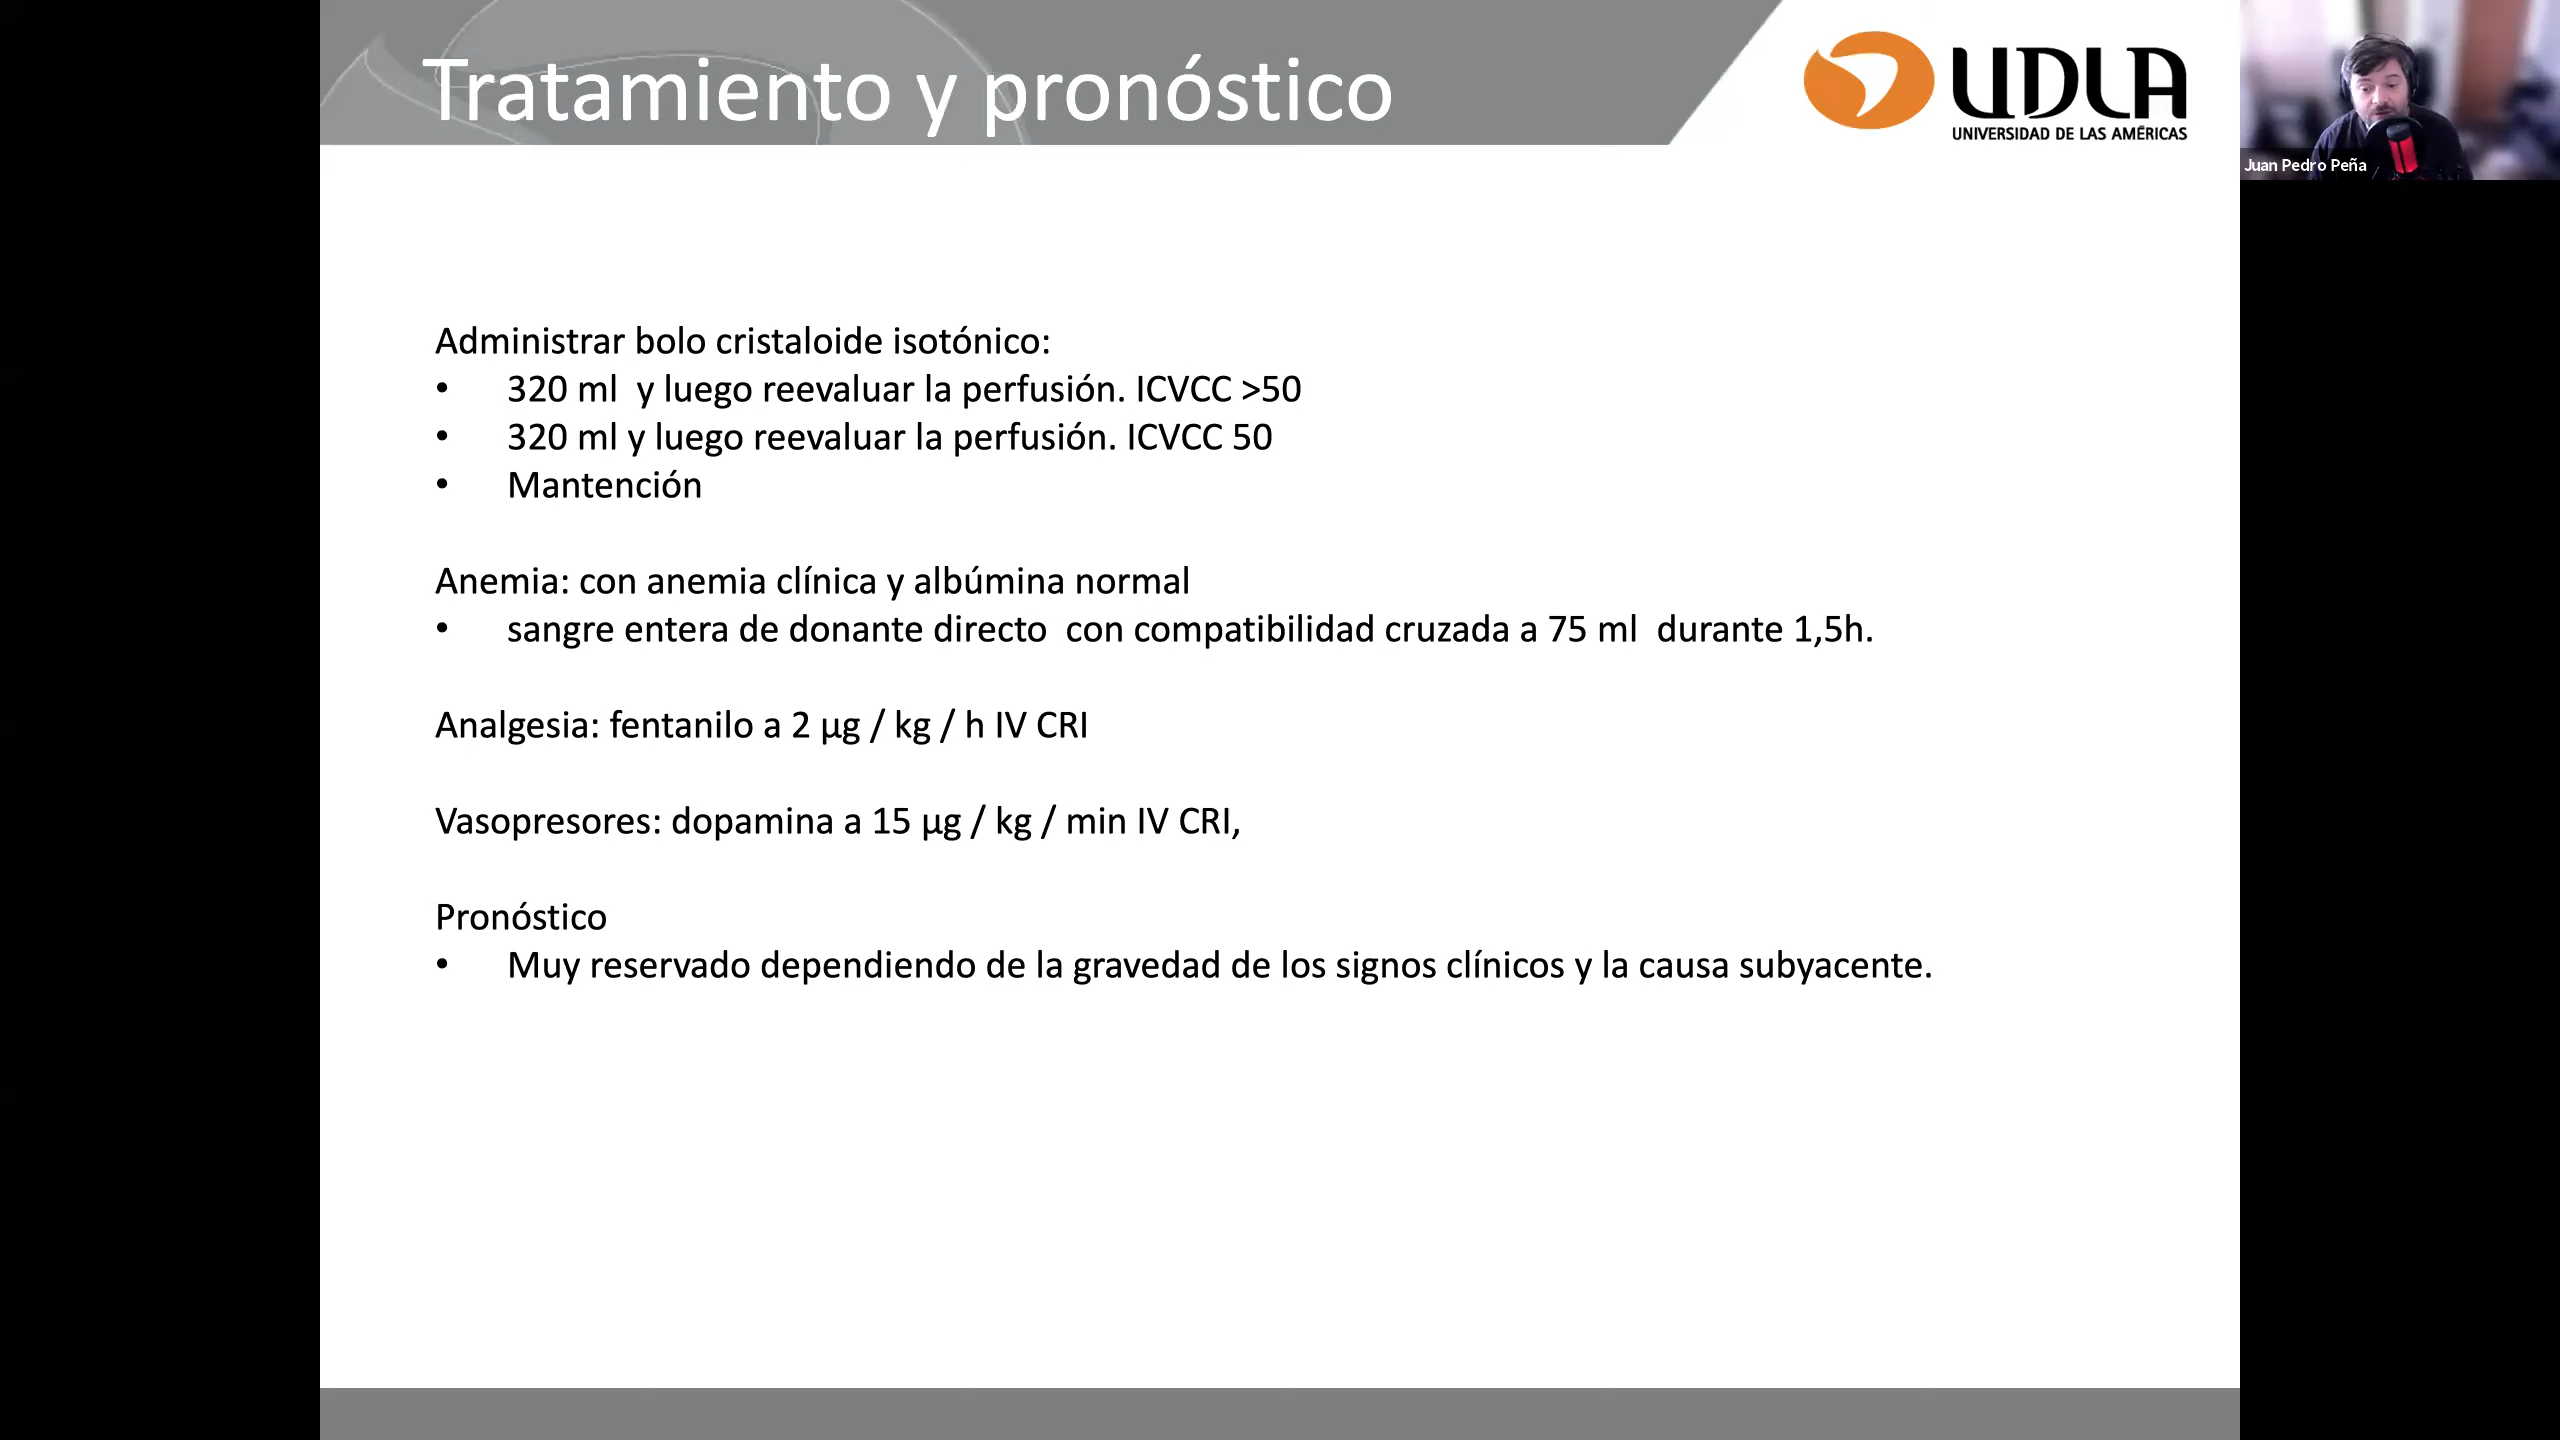 Tratamiento y pronóstico
UDLA
UNIVERSIDAD DE LAS AMÉRICAS
Juan Pedro Peña
Administrar bolo cristaloide isotónico:
• 320 ml  y luego reevaluar la perfusión. ICVCC >50
• 320 ml y luego reevaluar la perfusión. ICVCC 50
• Mantención
Anemia: con anemia clínica y albúmina normal
• sangre entera de donante directo  con compatibilidad cruzada a 75 ml  durante 1,5h.
Analgesia: fentanilo a 2 µg / kg / h IV CRI
Vasopresores: dopamina a 15 µg / kg / min IV CRI,
Pronóstico
• Muy reservado dependiendo de la gravedad de los signos clínicos y la causa subyacente.